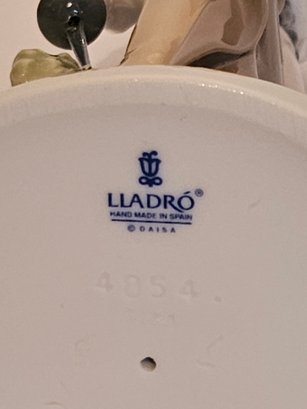 LLADRÓ®
HAND MADE IN SPAIN
© DAISA
4054.